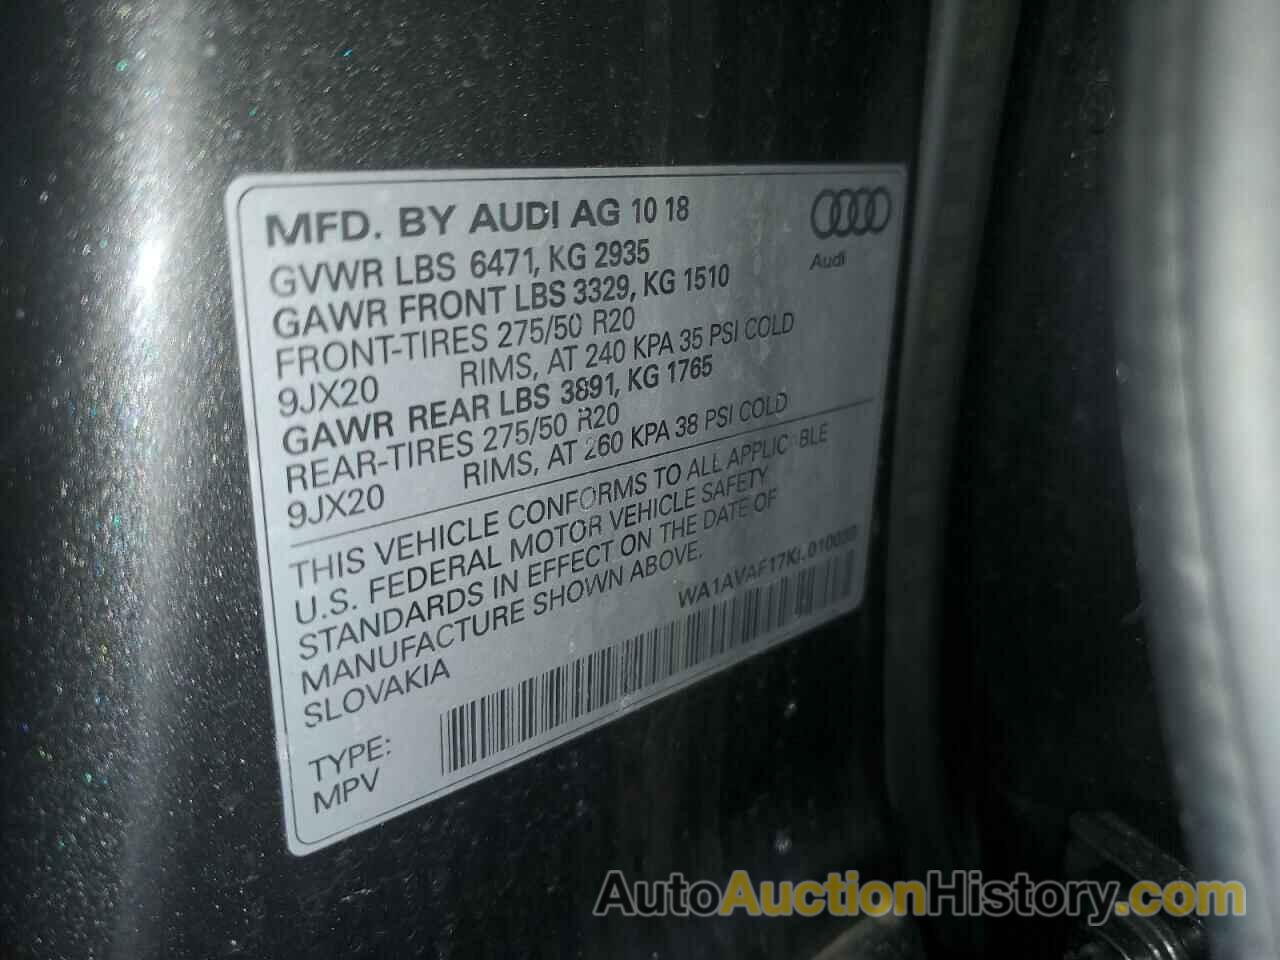 MFD. BY AUDI AG 10 18
GVWR LBS 6471, KG 2935
GAWR FRONT LBS 3329, KG 1510
FRONT-TIRES 275/50 R20
9JX20 RIMS, AT 240 KPA 35 PSI COLD
GAWR REAR LBS 3891, KG 1765
REAR-TIRES 275/50 R20
9JX20 RIMS, AT 260 KPA 38 PSI COLD
Audi
THIS VEHICLE CONFORMS TO ALL APPLICABLE
U.S. FEDERAL MOTOR VEHICLE SAFETY
STANDARDS IN EFFECT ON THE DATE OF
MANUFACTURE SHOWN ABOVE.
SLOVAKIA
TYPE:
MPV
AutoAuctionHistory.com